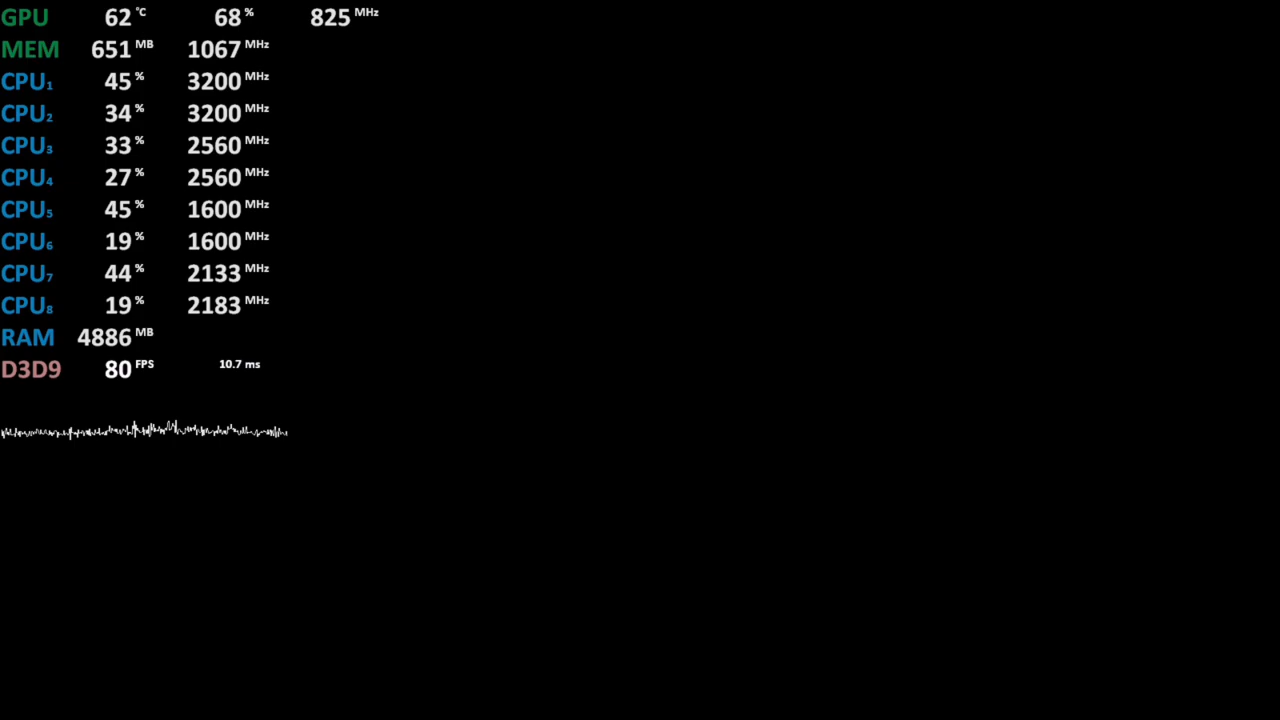 GPU 62 °C 68 % 825 MHz
MEM 651 MB 1067 MHz
CPU1 45 % 3200 MHz
CPU2 34 % 3200 MHz
CPU3 33 % 2560 MHz
CPU4 27 % 2560 MHz
CPU5 45 % 1600 MHz
CPU6 19 % 1600 MHz
CPU7 44 % 2133 MHz
CPU8 19 % 2183 MHz
RAM 4886 MB
D3D9 80 FPS 10.7 ms